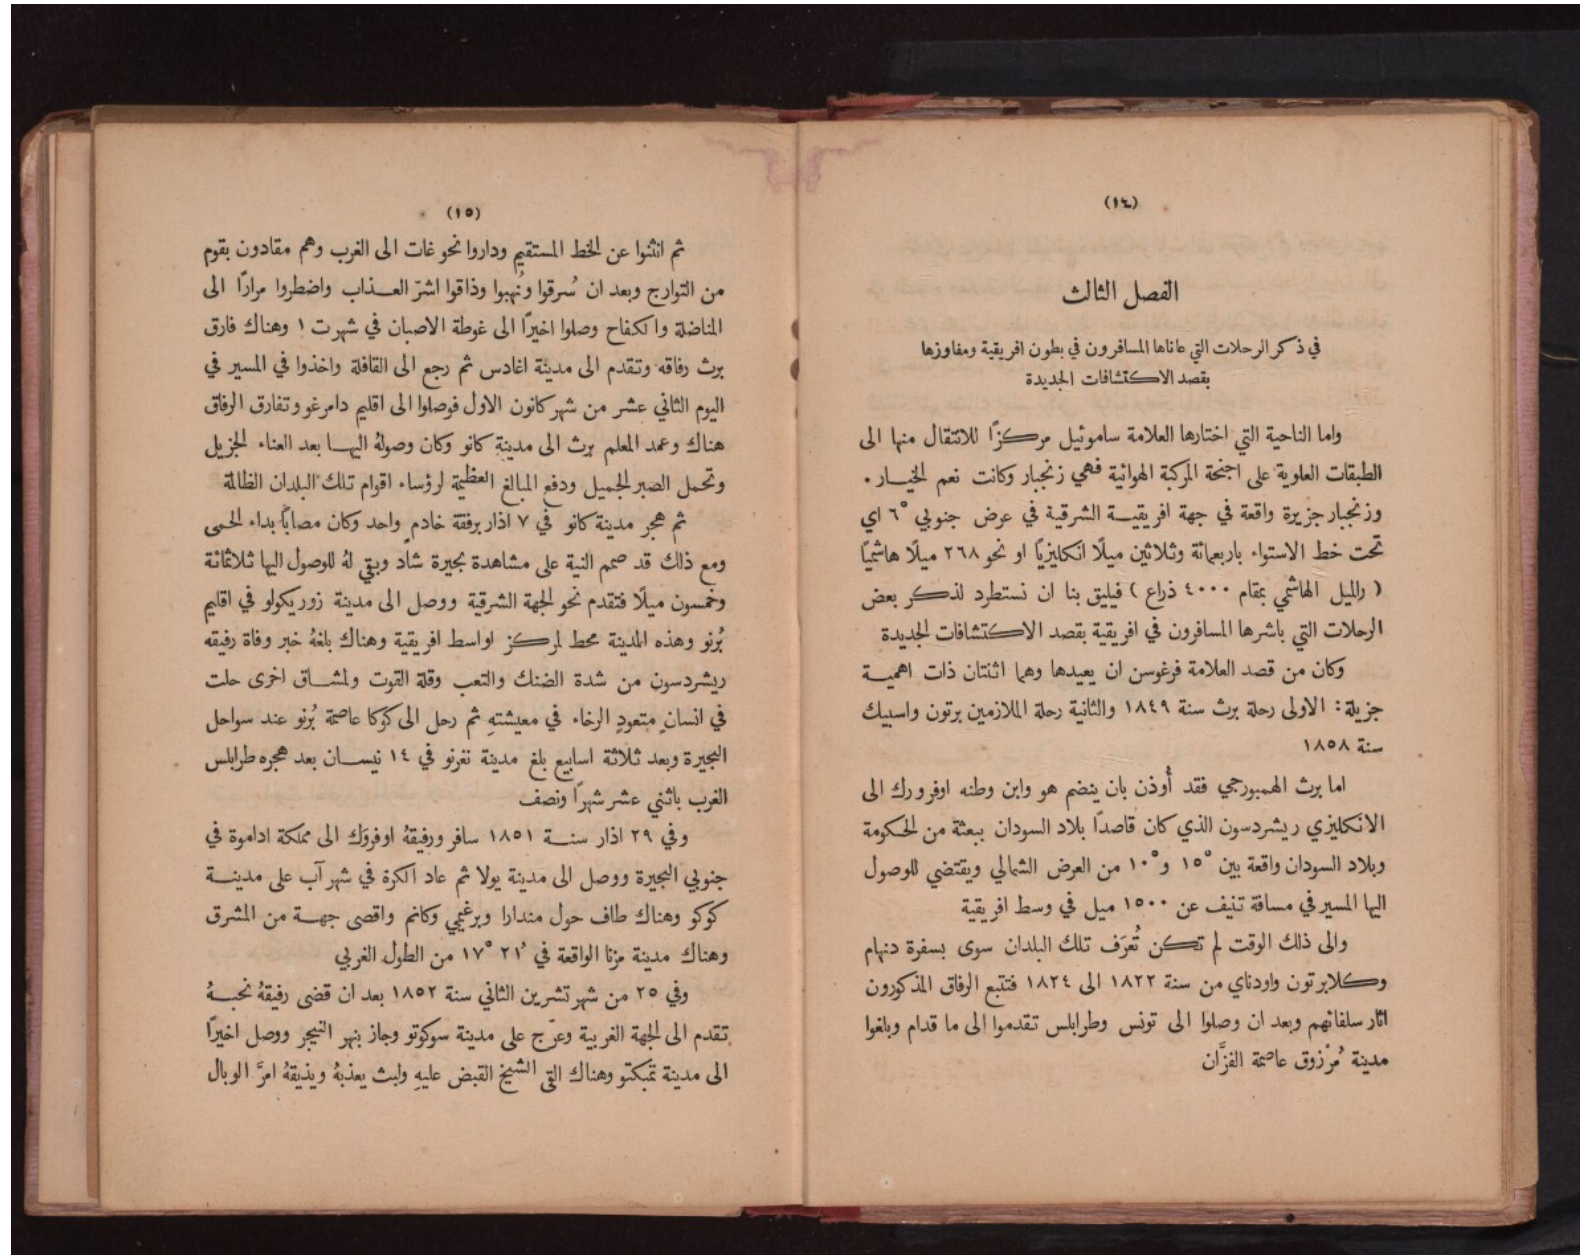 (١٤)
الفصل الثالث
في ذكر الرحلات التي عاناها المسافرون في بطون افريقية ومفاوزها
بقصد الاكتشافات الجديدة
واما الناحية التي اختارها العلامة ساموئيل مركزًا للانتقال منها الى
الطبقات العلوية على اجنحة المركبة الهوائية فهي زنجبار وكانت نعم الخيار ٠
وزنجبار جزيرة واقعة في جهة افريقية الشرقية في عرض جنوبي ٦° اي
تحت خط الاستواء باربعمائة وثلاثين ميلًا انكليزيًا او نحو ٢٦٨ ميلًا هاشميًا
( رالميل الهاشمي بمقام ٤٠٠٠ ذراع ) فيليق بنا ان نستطرد لذكر بعض
الرحلات التي باشرها المسافرون في افريقية بقصد الاكتشافات الجديدة
وكان من قصد العلامة فرغوسن ان يعيدها وهما اثنتان ذات اهمية
جزيلة: الاولى رحلة برث سنة ١٨٤٩ والثانية رحلة الملازمين برتون واسبيك
سنة ١٨٥٨
اما برث الهمبورجي فقد أُوذن بان ينضم هو وابن وطنه اوفرورك الى
الانكليزي ريشردسون الذي كان قاصدًا بلاد السودان ببعثة من الحكومة
وبلاد السودان واقعة بين ١٥° و ١٠° من العرض الشمالي ويقتضي للوصول
اليها المسير في مسافة تنيف عن ١٥٠٠ ميل في وسط افريقية
والى ذلك الوقت لم تكن تُعرَف تلك البلدان سوى بسفرة دنهام
وكلابرتون واودناي من سنة ١٨٢٢ الى ١٨٢٤ فتتبع الرفاق المذكورون
اثار سلفائهم وبعد ان وصلوا الى تونس وطرابلس تقدموا الى ما قدام وبلغوا
مدينة مُرْزوق عاصمة الفزَّان
(١٥)
ثم انثنوا عن الخط المستقيم وداروا نحو غات الى الغرب وهم مقادون بقوم
من التوارج وبعد ان سُرقوا ونُهبوا وذاقوا اشرّ العذاب واضطروا مرارًا الى
المناضلة والكفاح وصلوا اخيرًا الى غوطة الاصبان في شهرت ١ وهناك فارق
برث رفاقه وتقدم الى مدينة اغادس ثم رجع الى القافلة واخذوا في المسير في
اليوم الثاني عشر من شهر كانون الاول فوصلوا الى اقليم دامرغو وتفارق الرفاق
هناك وعمد المعلم برث الى مدينة كانو وكان وصولهُ اليها بعد العناء الجزيل
وتحمل الصبر الجميل ودفع المبالغ العظيمة لرؤساء اقوام تلك البلدان الظالمة
ثم هجر مدينة كانو في ٧ اذار برفقة خادم واحد وكان مصابًا بداء الحمى
ومع ذلك قد صمم النية على مشاهدة بحيرة شاد وبقي لهُ للوصول اليها ثلاثمائة
وخمسون ميلًا فتقدم نحو الجهة الشرقية ووصل الى مدينة زوريكولو في اقليم
بُرنو وهذه المدينة محط لمركز اواسط افريقية وهناك بلغهُ خبر وفاة رفيقه
ريشردسون من شدة الضنك والتعب وقلة القوت ولمشاق اخرى حلت
في انسانٍ متعودٍ الرخاء في معيشتهِ ثم رحل الى كوكا عاصمة بُرنو عند سواحل
البحيرة وبعد ثلاثة اسابيع بلغ مدينة نغرنو في ١٤ نيسان بعد هجره طرابلس
الغرب باثني عشر شهرًا ونصف
وفي ٢٩ اذار سنة ١٨٥١ سافر ورفيقهُ اوفروَك الى مملكة اداموة في
جنوبي البحيرة ووصل الى مدينة يولا ثم عاد الكرة في شهر آب على مدينة
كوكو وهناك طاف حول مندارا وبرغيمي وكانم واقصى جهة من المشرق
وهناك مدينة مزنا الواقعة في ٢١′ ١٧° من الطول الغربي
وفي ٢٥ من شهر تشرين الثاني سنة ١٨٥٢ بعد ان قضى رفيقهُ نحبهُ
تقدم الى الجهة الغربية وعرّج على مدينة سوكوتو وجاز بنهر النيجر ووصل اخيرًا
الى مدينة تمبكتو وهناك القى الشيخ القبض عليهِ ولبث يعذبهُ ويذيقهُ امرَّ الوبال